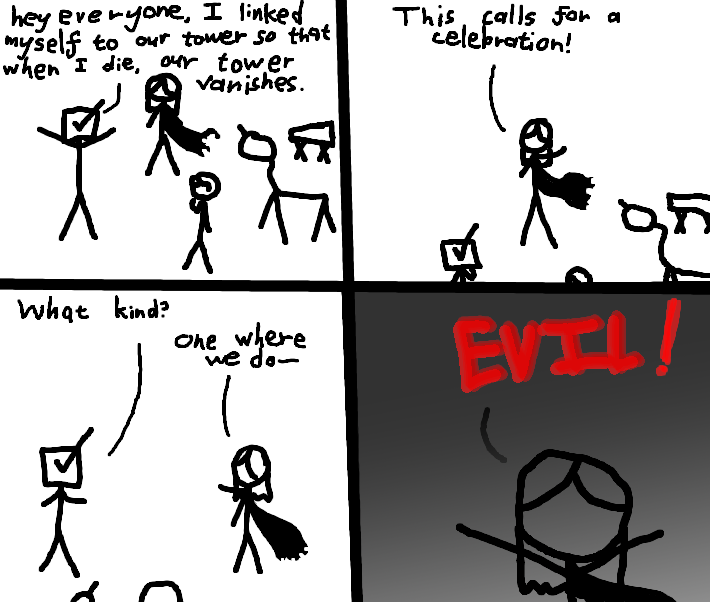 hey everyone, I linked
myself to our tower so that
when I die, our tower
vanishes.
This calls for a
celebration!
What kind?
One where
we do—
EVIL!